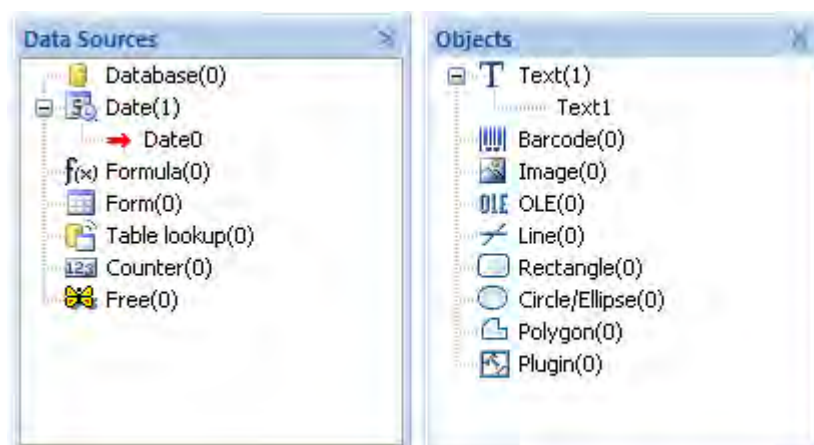 Data Sources
Database(0)
Date(1)
Date0
f(x) Formula(0)
Form(0)
Table lookup(0)
123 Counter(0)
Free(0)
Objects
T Text(1)
Text1
Barcode(0)
Image(0)
OLE OLE(0)
Line(0)
Rectangle(0)
Circle/Ellipse(0)
Polygon(0)
Plugin(0)